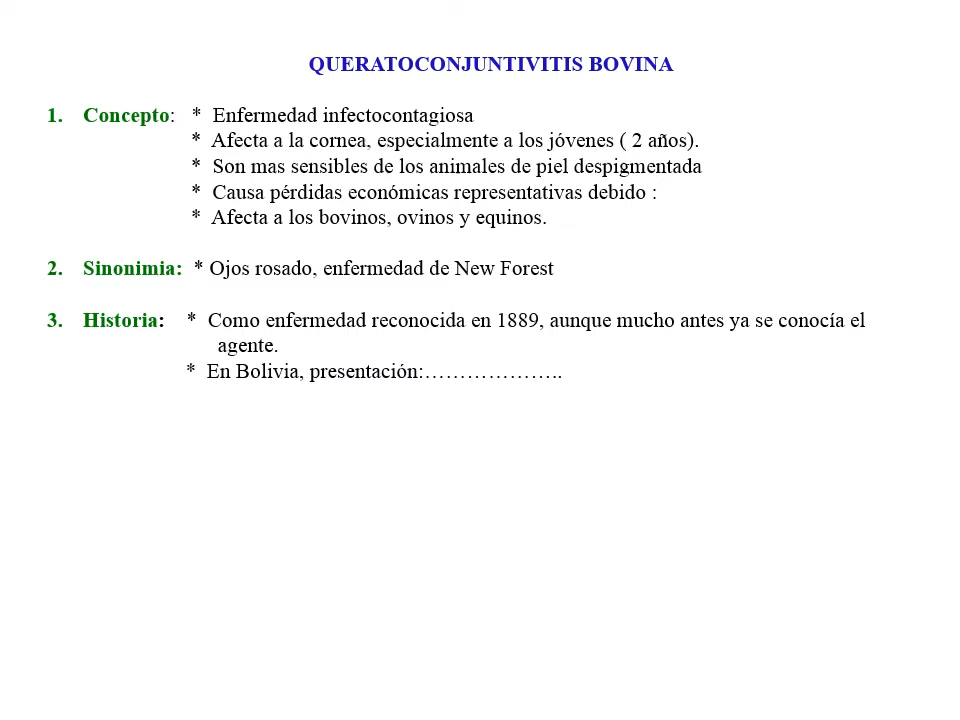 QUERATOCONJUNTIVITIS BOVINA
1. Concepto: * Enfermedad infectocontagiosa
* Afecta a la cornea, especialmente a los jóvenes ( 2 años).
* Son mas sensibles de los animales de piel despigmentada
* Causa pérdidas económicas representativas debido :
* Afecta a los bovinos, ovinos y equinos.
2. Sinonimia: * Ojos rosado, enfermedad de New Forest
3. Historia: * Como enfermedad reconocida en 1889, aunque mucho antes ya se conocía el
agente.
* En Bolivia, presentación:………………..